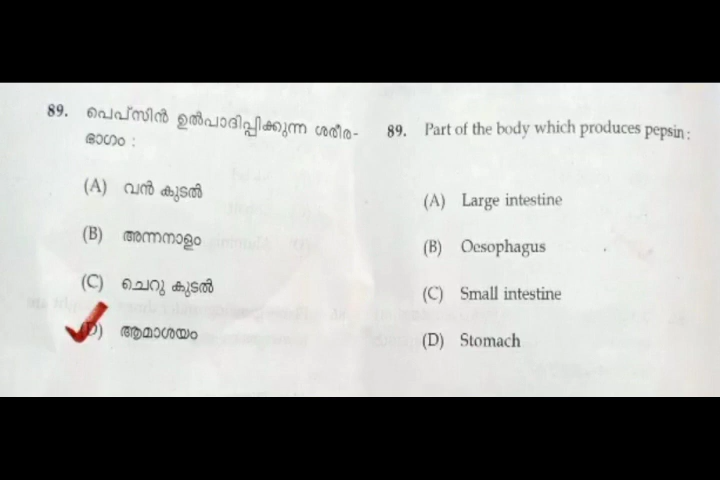 89. പെപ്സിൻ ഉൽപാദിപ്പിക്കുന്ന ശരീര-
ഭാഗം :
(A) വൻ കുടൽ
(B) അന്നനാളം
(C) ചെറു കുടൽ
(D) ആമാശയം
89. Part of the body which produces pepsin :
(A) Large intestine
(B) Oesophagus
(C) Small intestine
(D) Stomach